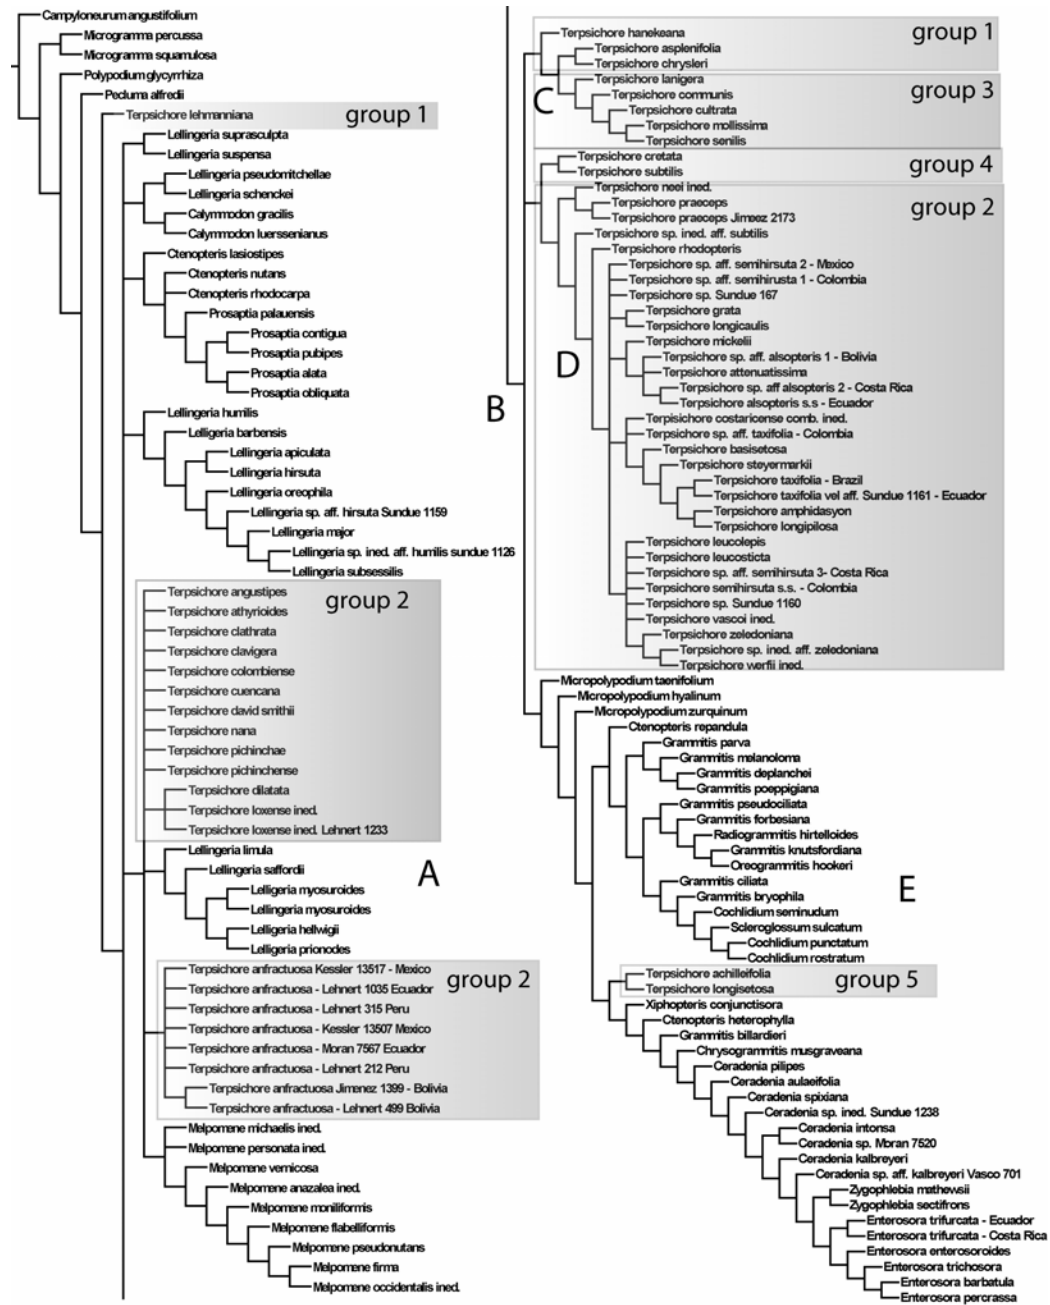 Campyloneurum angustifolium
Microgramma percussa
Microgramma squamulosa
Polypodium glycyrrhiza
Pecluma alfredii
Terpsichore lehmanniana
group 1
Lellingeria suprasculpta
Lellingeria suspensa
Lellingeria pseudomitchellae
Lellingeria schenckei
Calymmodon gracilis
Calymmodon luerssenianus
Ctenopteris lasiostipes
Ctenopteris nutans
Ctenopteris rhodocarpa
Prosaptia palauensis
Prosaptia contigua
Prosaptia pubipes
Prosaptia alata
Prosaptia obliquata
Lellingeria humilis
Lelligeria barbensis
Lellingeria apiculata
Lellingeria hirsuta
Lellingeria oreophila
Lellingeria sp. aff. hirsuta Sundue 1159
Lellingeria major
Lellingeria sp. ined. aff. humilis sundue 1126
Lellingeria subsessilis
Terpsichore angustipes
group 2
Terpsichore athyrioides
Terpsichore clathrata
Terpsichore clavigera
Terpsichore colombiense
Terpsichore cuencana
Terpsichore david smithii
Terpsichore nana
Terpsichore pichinchae
Terpsichore pichinchense
Terpsichore dilatata
Terpsichore loxense ined.
Terpsichore loxense ined. Lehnert 1233
Lellingeria limula
Lellingeria saffordii
A
Lelligeria myosuroides
Lellingeria myosuroides
Lelligeria hellwigii
Lelligeria prionodes
Terpsichore anfractuosa Kessler 13517 - Mexico
group 2
Terpsichore anfractuosa - Lehnert 1035 Ecuador
Terpsichore anfractuosa - Lehnert 315 Peru
Terpsichore anfractuosa - Kessler 13507 Mexico
Terpsichore anfractuosa - Moran 7567 Ecuador
Terpsichore anfractuosa - Lehnert 212 Peru
Terpsichore anfractuosa Jimenez 1399 - Bolivia
Terpsichore anfractuosa - Lehnert 499 Bolivia
Melpomene michaelis ined.
Melpomene personata ined.
Melpomene vernicosa
Melpomene anazalea ined.
Melpomene moniliformis
Melpomene flabelliformis
Melpomene pseudonutans
Melpomene firma
Melpomene occidentalis ined.
B
Terpsichore hanekeana
group 1
Terpsichore asplenifolia
Terpsichore chrysleri
Terpsichore lanigera
group 3
C
Terpsichore communis
Terpsichore cultrata
Terpsichore mollissima
Terpsichore senilis
Terpsichore cretata
group 4
Terpsichore subtilis
Terpsichore neei ined.
group 2
Terpsichore praeceps
Terpsichore praeceps Jimeez 2173
Terpsichore sp. ined. aff. subtilis
Terpsichore rhodopteris
Terpsichore sp. aff. semihirsuta 2 - Mexico
Terpsichore sp. aff. semihirusta 1 - Colombia
Terpsichore sp. Sundue 167
Terpsichore grata
Terpsichore longicaulis
Terpsichore mickelii
D
Terpsichore sp. aff. alsopteris 1 - Bolivia
Terpsichore attenuatissima
Terpsichore sp. aff alsopteris 2 - Costa Rica
Terpsichore alsopteris s.s - Ecuador
Terpisichore costaricense comb. ined.
Terpsichore sp. aff. taxifolia - Colombia
Terpsichore basisetosa
Terpsichore steyermarkii
Terpsichore taxifolia - Brazil
Terpsichore taxifolia vel aff. Sundue 1161 - Ecuador
Terpsichore amphidasyon
Terpsichore longipilosa
Terpsichore leucolepis
Terpsichore leucosticta
Terpsichore sp. aff. semihirsuta 3- Costa Rica
Terpsichore semihirsuta s.s. - Colombia
Terpsichore sp. Sundue 1160
Terpsichore vascoi ined.
Terpsichore zeledoniana
Terpsichore sp. ined. aff. zeledoniana
Terpsichore werfii ined.
Micropolypodium taenifolium
Micropolypodium hyalinum
Micropolypodium zurquinum
Ctenopteris repandula
Grammitis parva
Grammitis melanoloma
Grammitis deplanchei
Grammitis poeppigiana
Grammitis pseudociliata
Grammitis forbesiana
Radiogrammitis hirtelloides
Grammitis knutsfordiana
Oreogrammitis hookeri
Grammitis ciliata
E
Grammitis bryophila
Cochlidium seminudum
Scleroglossum sulcatum
Cochlidium punctatum
Cochlidium rostratum
Terpsichore achilleifolia
group 5
Terpsichore longisetosa
Xiphopteris conjunctisora
Ctenopteris heterophylla
Grammitis billardieri
Chrysogrammitis musgraveana
Ceradenia pilipes
Ceradenia aulaeifolia
Ceradenia spixiana
Ceradenia sp. ined. Sundue 1238
Ceradenia intonsa
Ceradenia sp. Moran 7520
Ceradenia kalbreyeri
Ceradenia sp. aff. kalbreyeri Vasco 701
Zygophlebia mathewsii
Zygophlebia sectifrons
Enterosora trifurcata - Ecuador
Enterosora trifurcata - Costa Rica
Enterosora enterosoroides
Enterosora trichosora
Enterosora barbatula
Enterosora percrassa